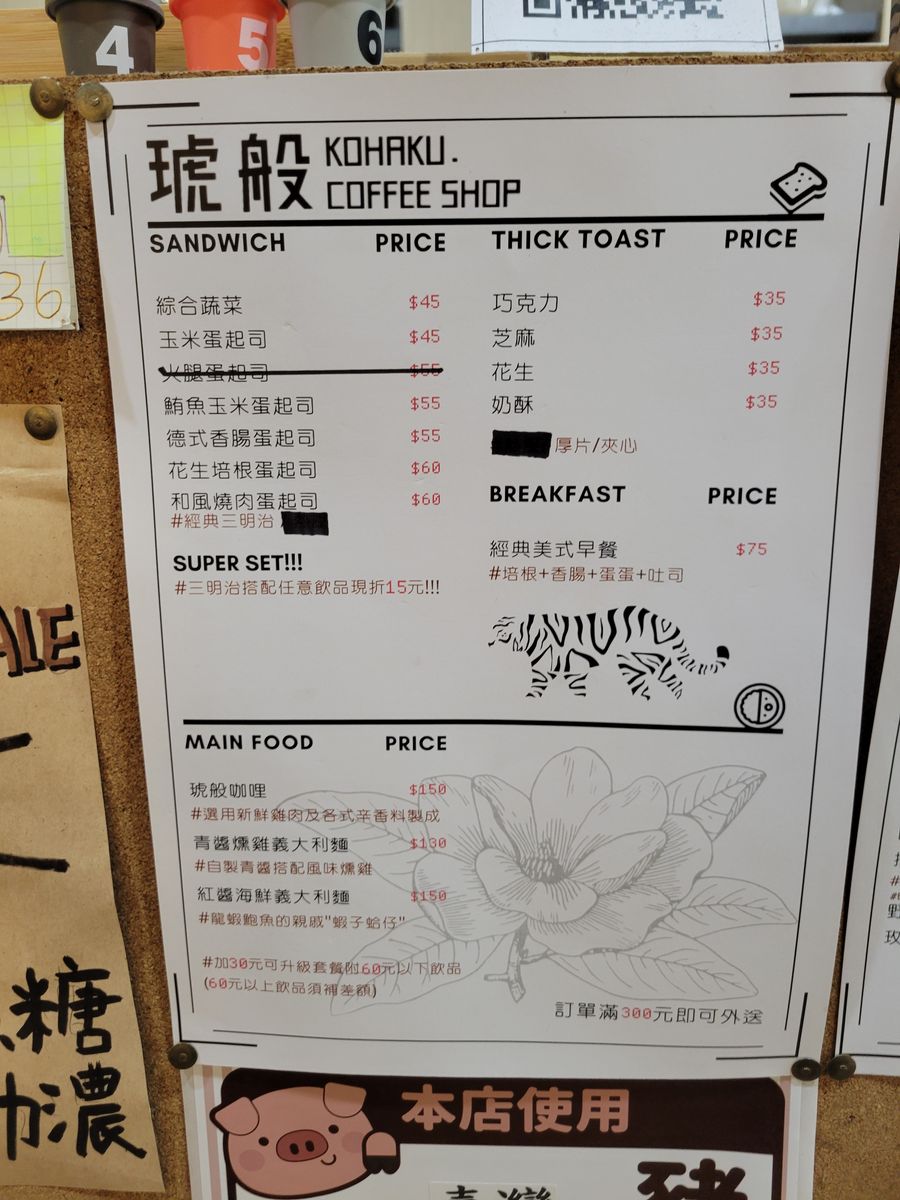 4 5 6
琥般 KOHAKU.
COFFEE SHOP
SANDWICH PRICE
綜合蔬菜 $45
玉米蛋起司 $45
火腿蛋起司 $55
鮪魚玉米蛋起司 $55
德式香腸蛋起司 $55
花生培根蛋起司 $60
和風燒肉蛋起司 $60
#經典三明治
SUPER SET!!!
#三明治搭配任意飲品現折15元!!!
THICK TOAST PRICE
巧克力 $35
芝麻 $35
花生 $35
奶酥 $35
厚片/夾心
BREAKFAST PRICE
經典美式早餐 $75
#培根+香腸+蛋蛋+吐司
MAIN FOOD PRICE
琥般咖哩 $150
#選用新鮮雞肉及各式辛香料製成
青醬燻雞義大利麵 $130
#自製青醬搭配風味燻雞
紅醬海鮮義大利麵 $150
#龍蝦鮑魚的親戚"蝦子蛤仔"
#加30元可升級套餐附60元以下飲品
(60元以上飲品須補差額)
訂單滿300元即可外送
36
ALE
糖
濃
本店使用
臺灣 豬
野
玫